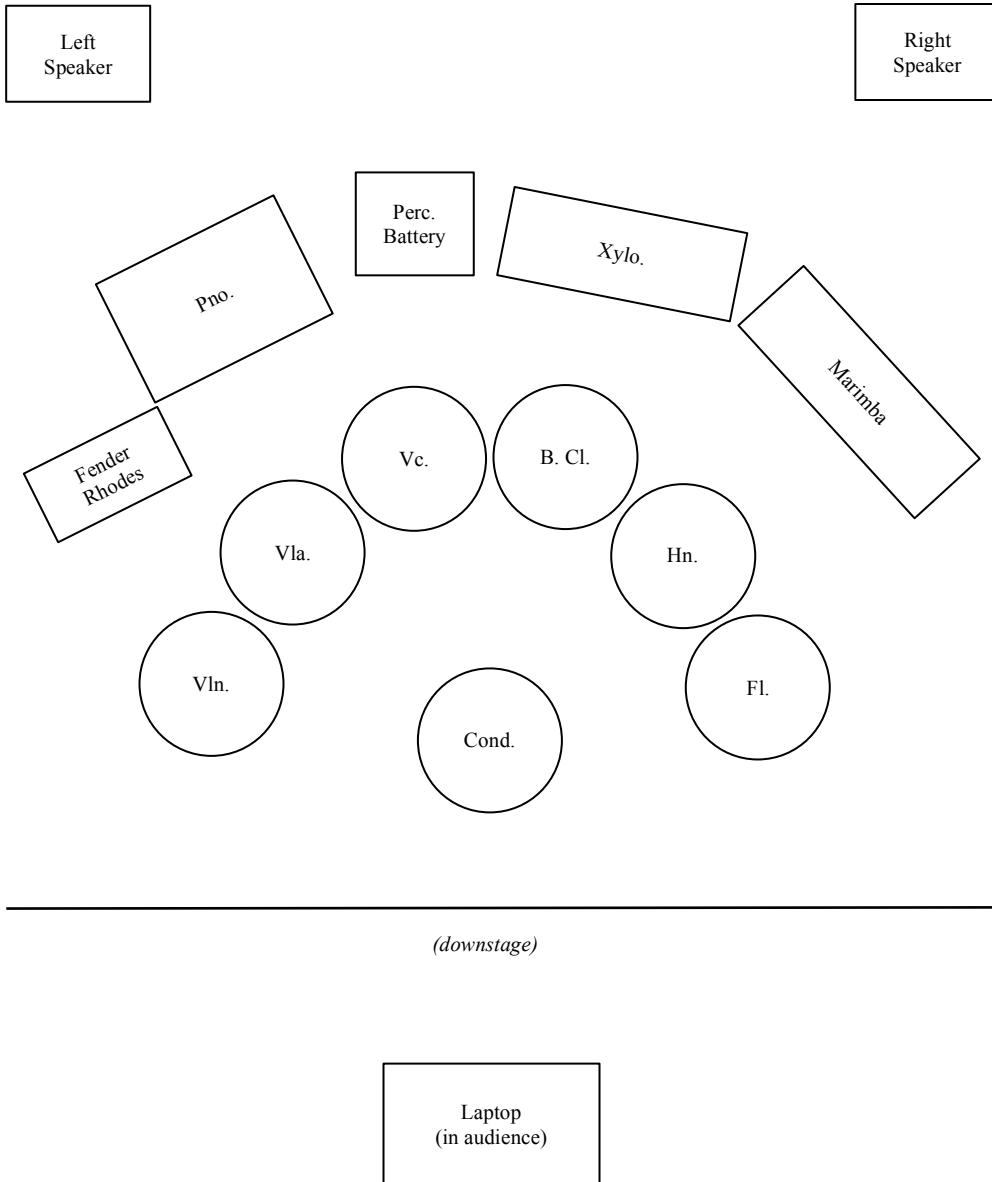 Left
Speaker
Right
Speaker
Perc.
Battery
Xylo.
Pno.
Marimba
Fender
Rhodes
Vc.
B. Cl.
Vla.
Hn.
Vln.
Fl.
Cond.
(downstage)
Laptop
(in audience)